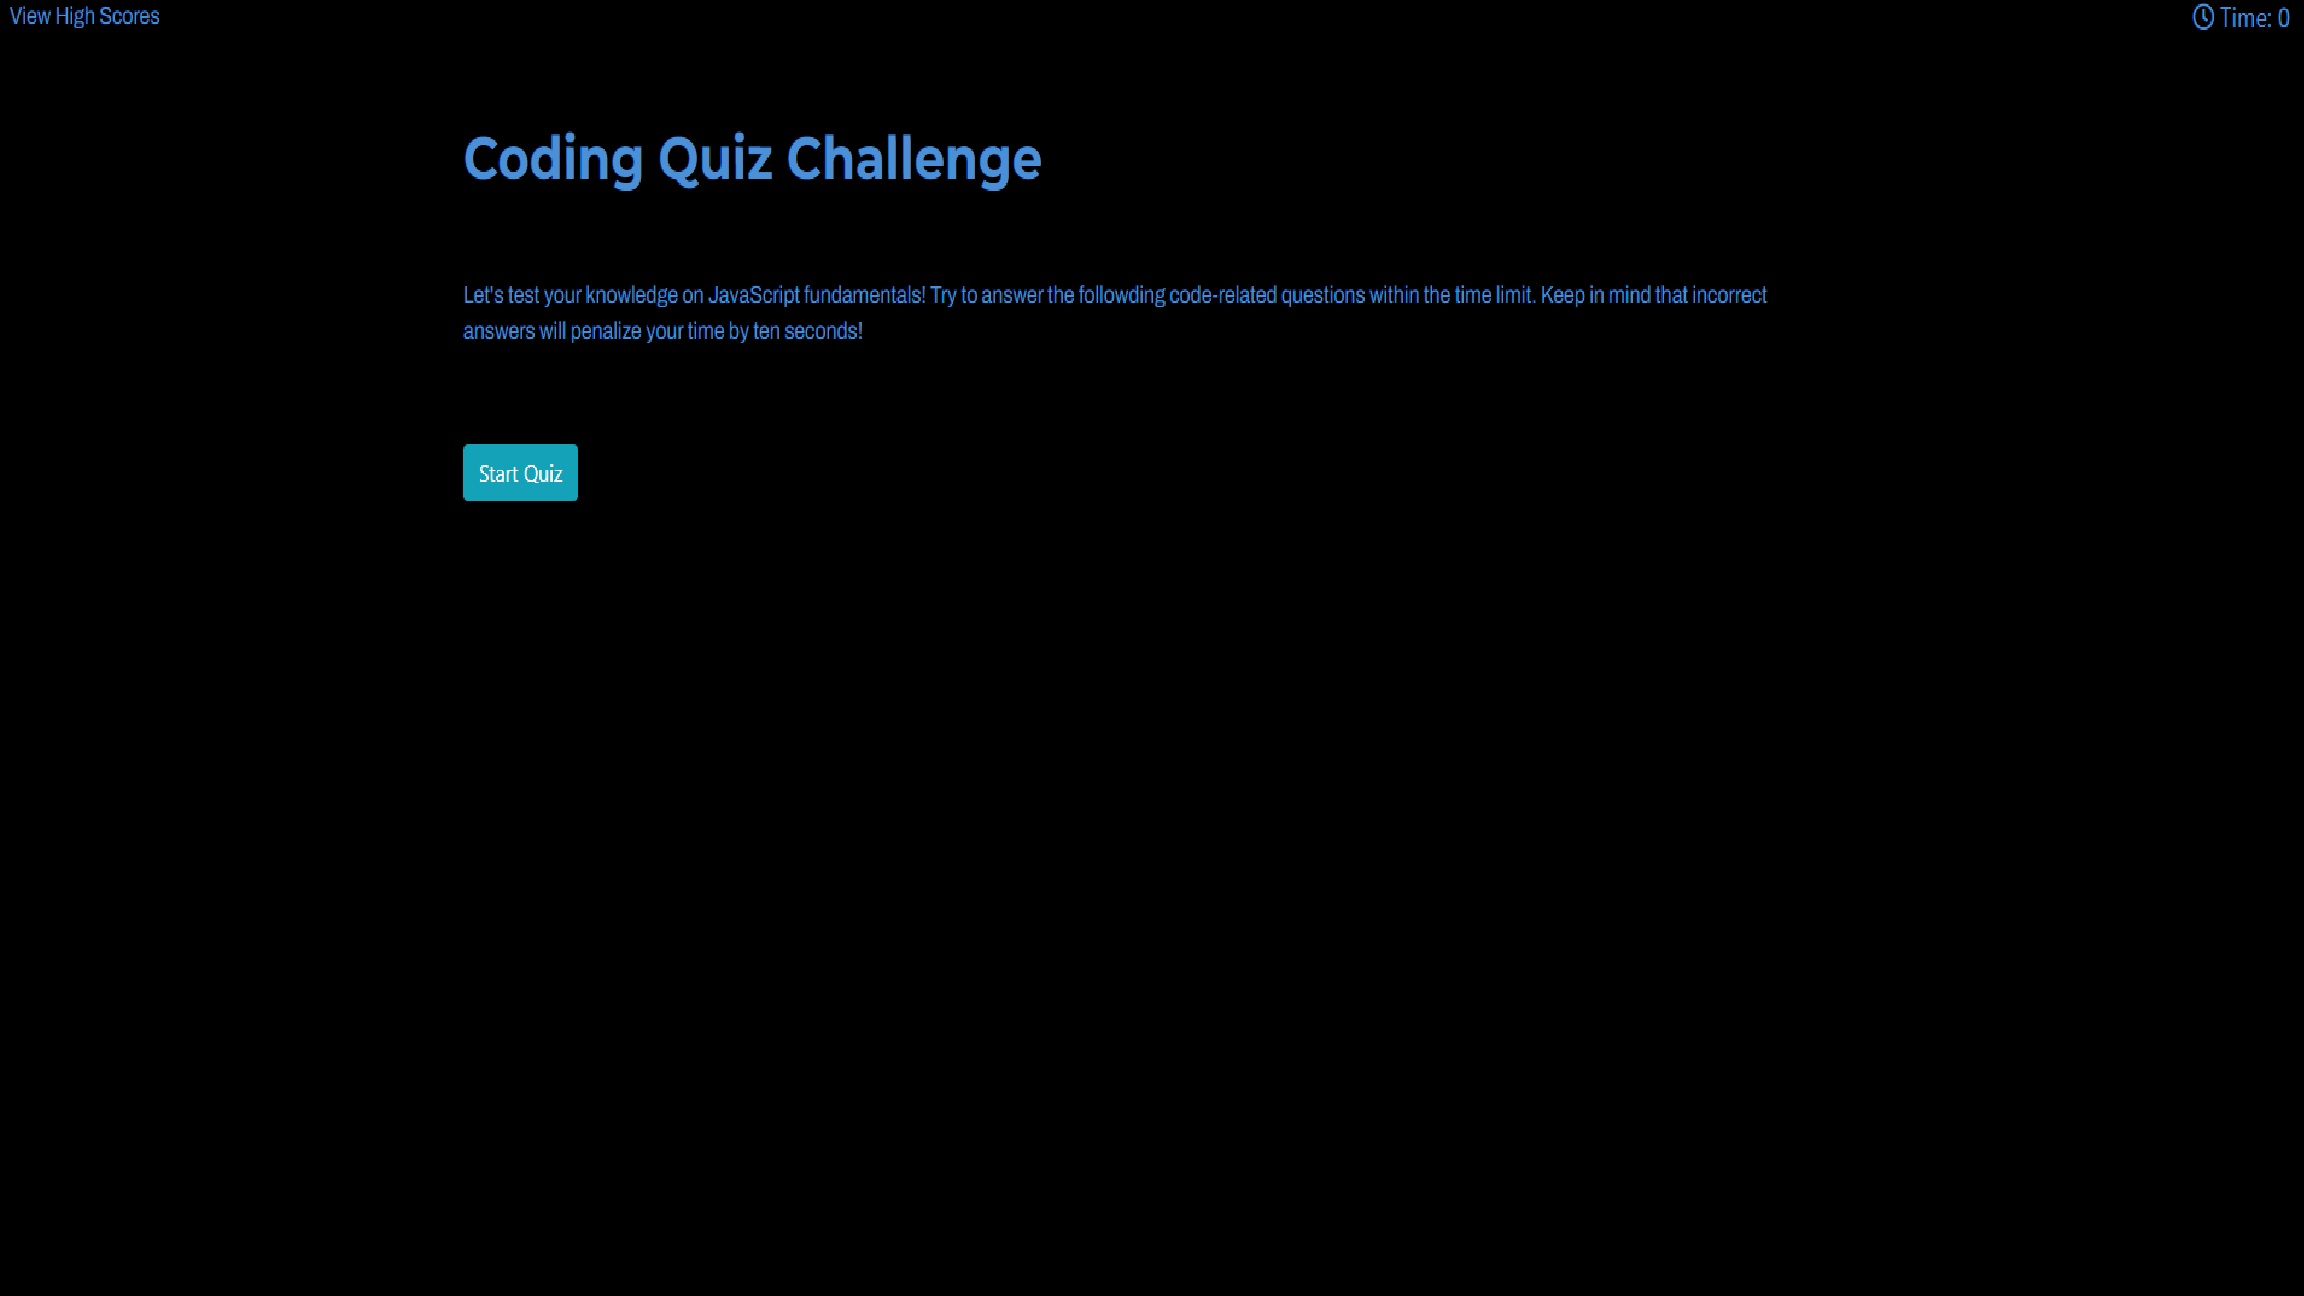 View High Scores
Time: 0
Coding Quiz Challenge
Let's test your knowledge on JavaScript fundamentals! Try to answer the followding code-related questions within the time limit. Keep in mind that incorrect
answers will penalize your time by ten seconds!
Start Quiz